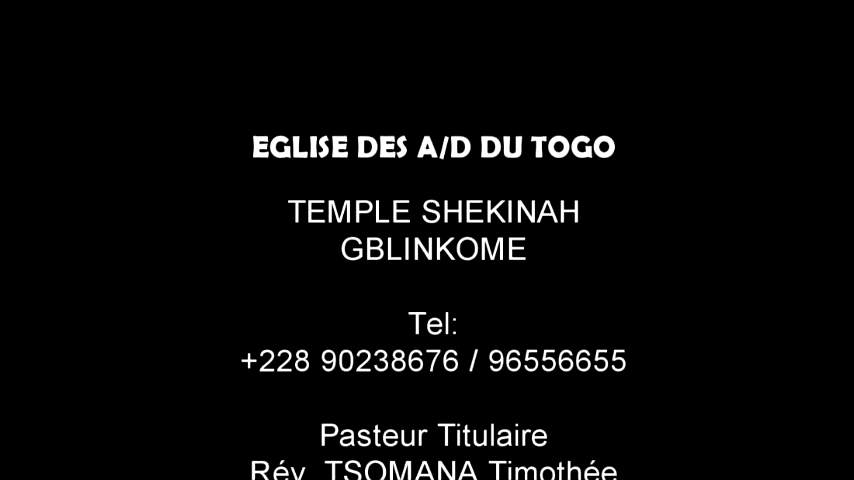 EGLISE DES A/D DU TOGO
TEMPLE SHEKINAH
GBLINKOME
Tel:
+228 90238676 / 96556655
Pasteur Titulaire
Rév. TSOMANA Timothée